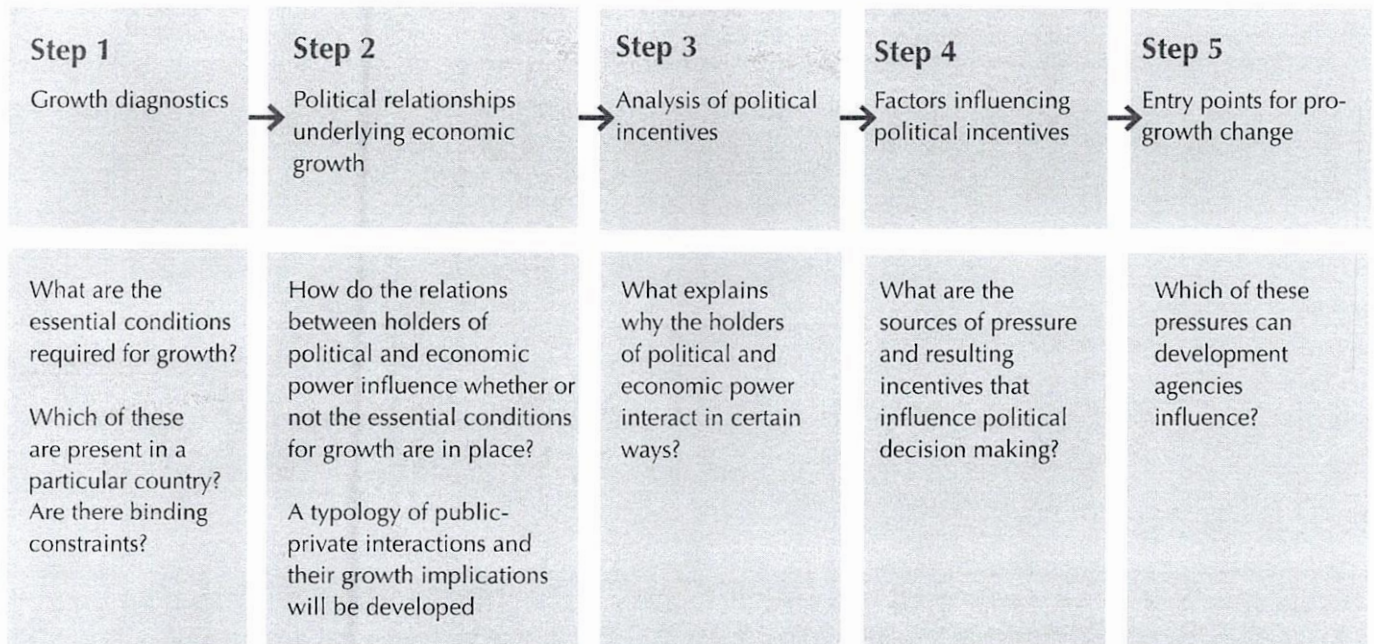 Step 1
Growth diagnostics
Step 2
Political relationships
underlying economic
growth
Step 3
Analysis of political
incentives
Step 4
Factors influencing
political incentives
Step 5
Entry points for pro-
growth change
What are the
essential conditions
required for growth?
Which of these
are present in a
particular country?
Are there binding
constraints?
How do the relations
between holders of
political and economic
power influence whether or
not the essential conditions
for growth are in place?
A typology of public-
private interactions and
their growth implications
will be developed
What explains
why the holders
of political and
economic power
interact in certain
ways?
What are the
sources of pressure
and resulting
incentives that
influence political
decision making?
Which of these
pressures can
development
agencies
influence?